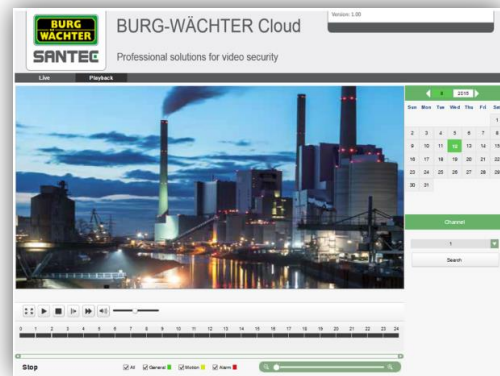 BURG
WÄCHTER
SANTEC
BURG-WÄCHTER Cloud
Professional solutions for video security
Version: 1.00
Live Playback
2015
Sun Mon Tue Wed Thu Fri Sat
1
2 3 4 5 6 7 8
9 10 11 12 13 14 15
16 17 18 19 20 21 22
23 24 25 26 27 28 29
30 31
Channel
1
Search
0 1 2 3 4 5 6 7 8 9 10 11 12 13 14 15 16 17 18 19 20 21 22 23 24
Stop All General Motion Alarm